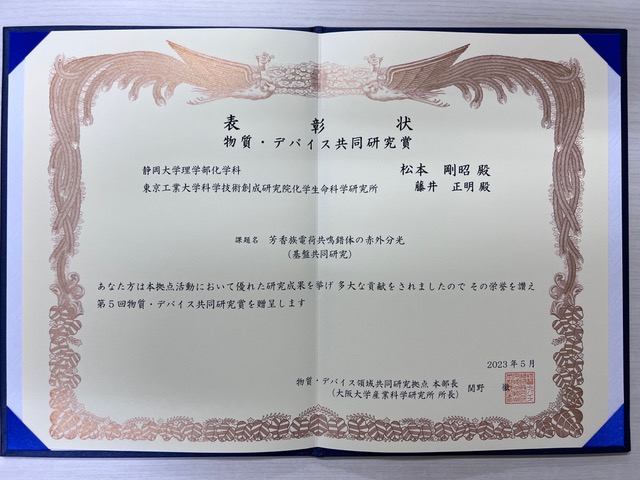 表彰状
物質・デバイス共同研究賞
静岡大学理学部化学科 松本 剛昭 殿
東京工業大学科学技術創成研究院化学生命科学研究所 藤井 正明 殿
課題名 芳香族電荷共鳴錯体の赤外分光
(基盤共同研究)
あなた方は本拠点活動において優れた研究成果を挙げ 多大な貢献をされましたので その栄誉を讃え
第5回物質・デバイス共同研究賞を贈呈します
2023年5月
物質・デバイス領域共同研究拠点 本部長
(大阪大学産業科学研究所 所長) 関野 徹